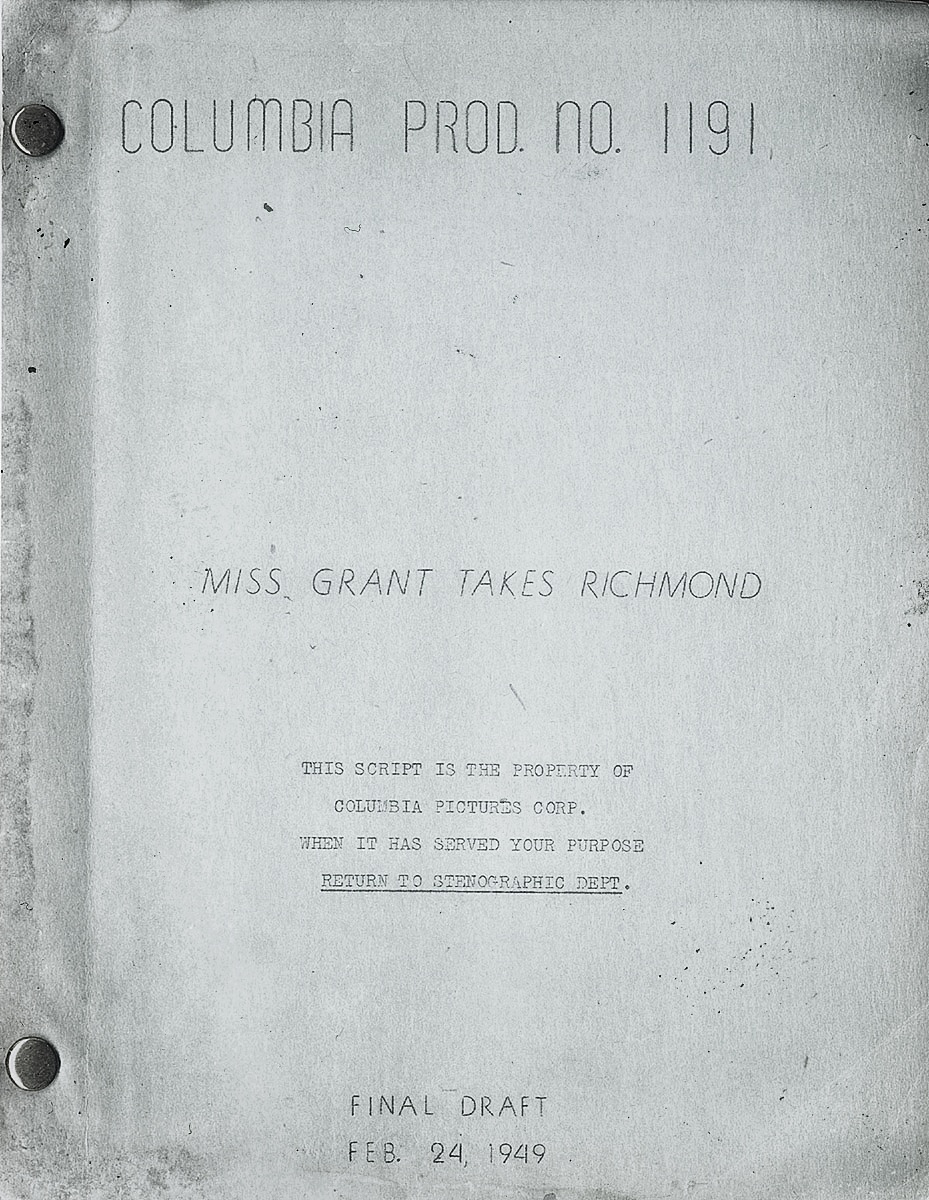 COLUMBIA PROD. NO. 1191
MISS GRANT TAKES RICHMOND
THIS SCRIPT IS THE PROPERTY OF
COLUMBIA PICTURES CORP.
WHEN IT HAS SERVED YOUR PURPOSE
RETURN TO STENOGRAPHIC DEPT.
FINAL DRAFT
FEB. 24, 1949